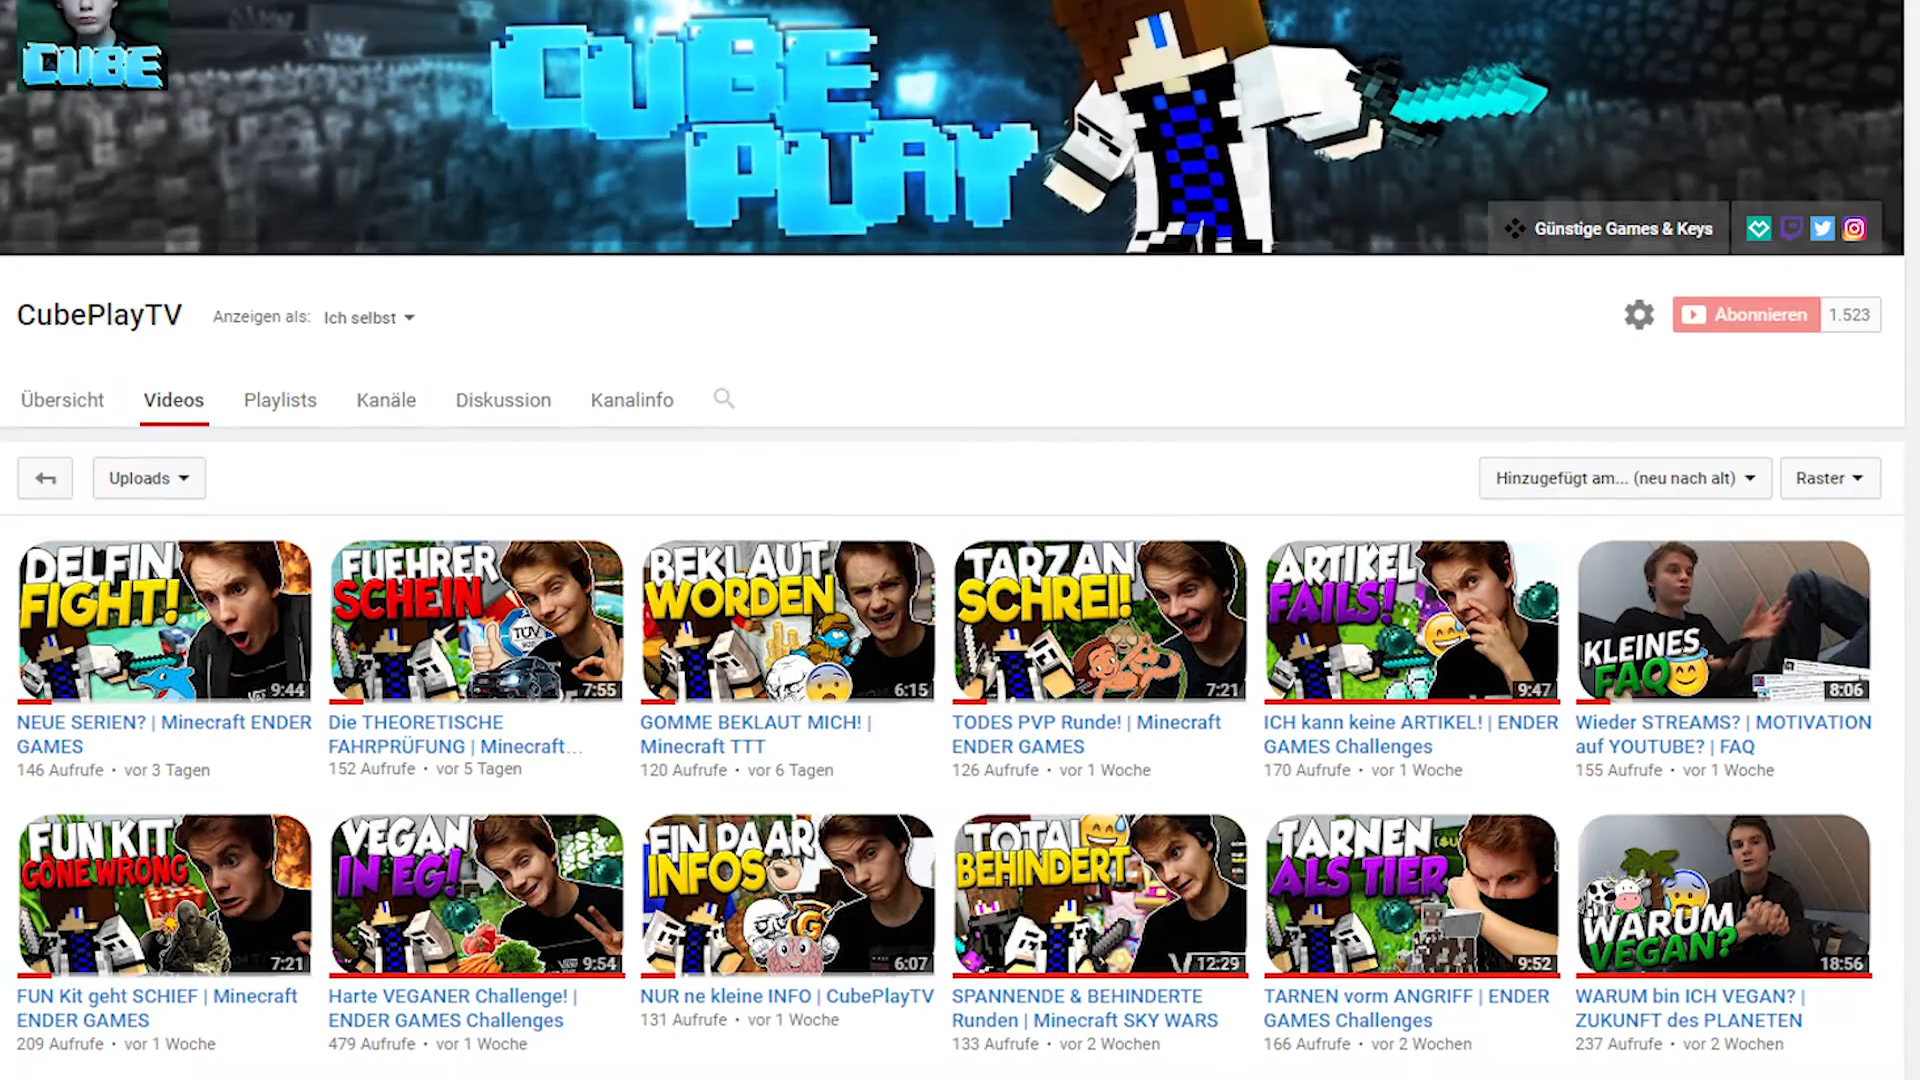 CUBE
CUBE
PLAY
Günstige Games & Keys
CubePlayTV
Anzeigen als:
Ich selbst
Abonnieren
1.523
Übersicht
Videos
Playlists
Kanäle
Diskussion
Kanalinfo
Uploads
Hinzugefügt am... (neu nach alt)
Raster
DELFIN
FIGHT!
9:44
FUEHRER
SCHEIN
TÜV
7:55
BEKLAUT
WORDEN
6:15
TARZAN
SCHREI!
7:21
ARTIKEL
FAILS!
9:47
KLEINES
FAQ
8:06
NEUE SERIEN? | Minecraft ENDER
GAMES
146 Aufrufe • vor 3 Tagen
Die THEORETISCHE
FAHRPRÜFUNG | Minecraft...
152 Aufrufe • vor 5 Tagen
GOMME BEKLAUT MICH! |
Minecraft TTT
120 Aufrufe • vor 6 Tagen
TODES PVP Runde! | Minecraft
ENDER GAMES
126 Aufrufe • vor 1 Woche
ICH kann keine ARTIKEL! | ENDER
GAMES Challenges
170 Aufrufe • vor 1 Woche
Wieder STREAMS? | MOTIVATION
auf YOUTUBE? | FAQ
155 Aufrufe • vor 1 Woche
FUN KIT
GONE WRONG
7:21
VEGAN
IN EG!
9:54
EIN PAAR
INFOS
6:07
TOTAL
BEHINDERT
12:29
TARNEN
ALS TIER
9:52
WARUM
VEGAN?
18:56
FUN Kit geht SCHIEF | Minecraft
ENDER GAMES
209 Aufrufe • vor 1 Woche
Harte VEGANER Challenge! |
ENDER GAMES Challenges
479 Aufrufe • vor 1 Woche
NUR ne kleine INFO | CubePlayTV
131 Aufrufe • vor 1 Woche
SPANNENDE & BEHINDERTE
Runden | Minecraft SKY WARS
133 Aufrufe • vor 2 Wochen
TARNEN vorm ANGRIFF | ENDER
GAMES Challenges
166 Aufrufe • vor 2 Wochen
WARUM bin ICH VEGAN? |
ZUKUNFT des PLANETEN
237 Aufrufe • vor 2 Wochen